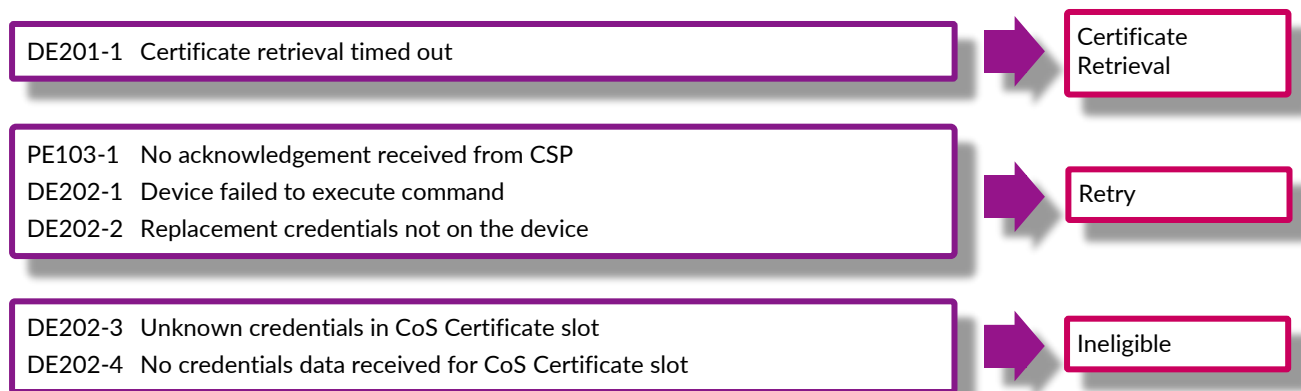 DE201-1 Certificate retrieval timed out
Certificate
Retrieval
PE103-1 No acknowledgement received from CSP
DE202-1 Device failed to execute command
DE202-2 Replacement credentials not on the device
Retry
DE202-3 Unknown credentials in CoS Certificate slot
DE202-4 No credentials data received for CoS Certificate slot
Ineligible